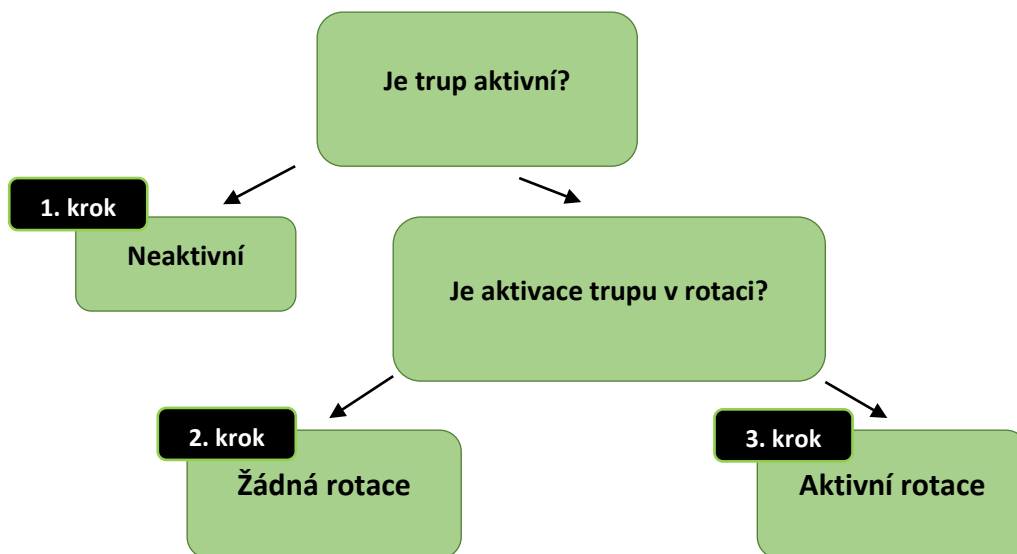 Je trup aktivní?
1. krok
Neaktivní
Je aktivace trupu v rotaci?
2. krok
Žádná rotace
3. krok
Aktivní rotace